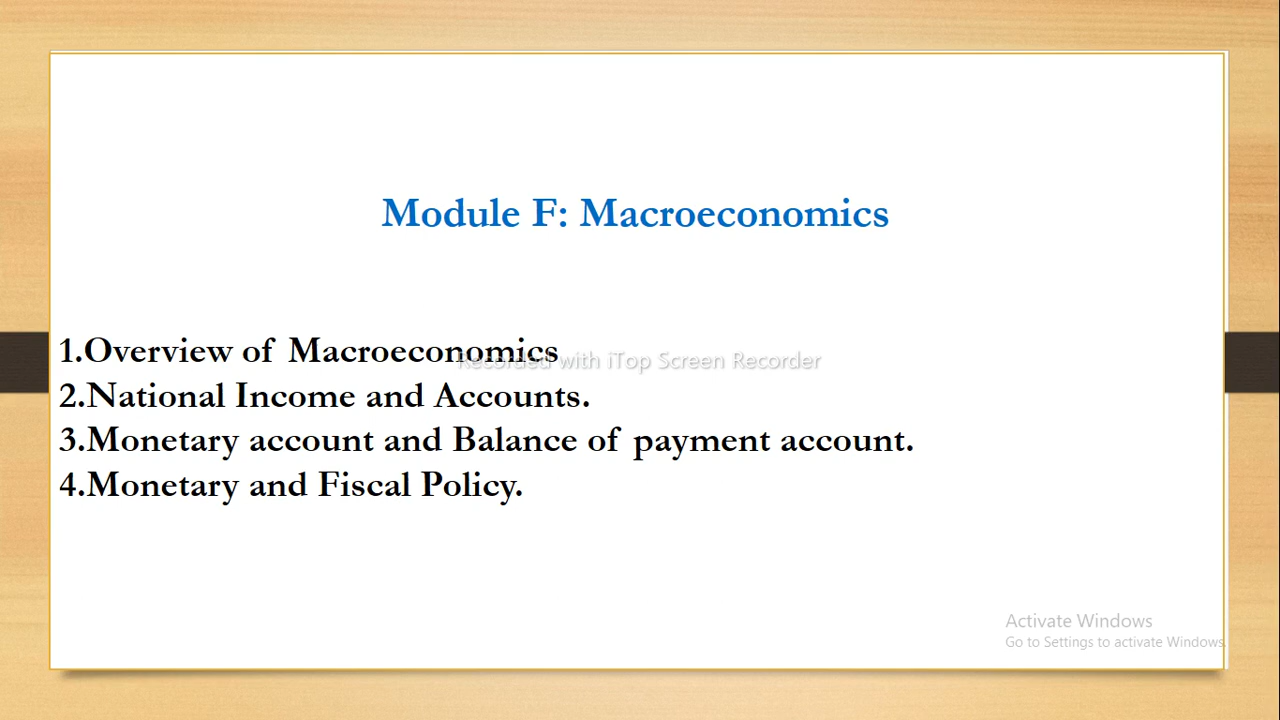 Module F: Macroeconomics
1.Overview of Macroeconomics
Recorded with iTop Screen Recorder
2.National Income and Accounts.
3.Monetary account and Balance of payment account.
4.Monetary and Fiscal Policy.
Activate Windows
Go to Settings to activate Windows.